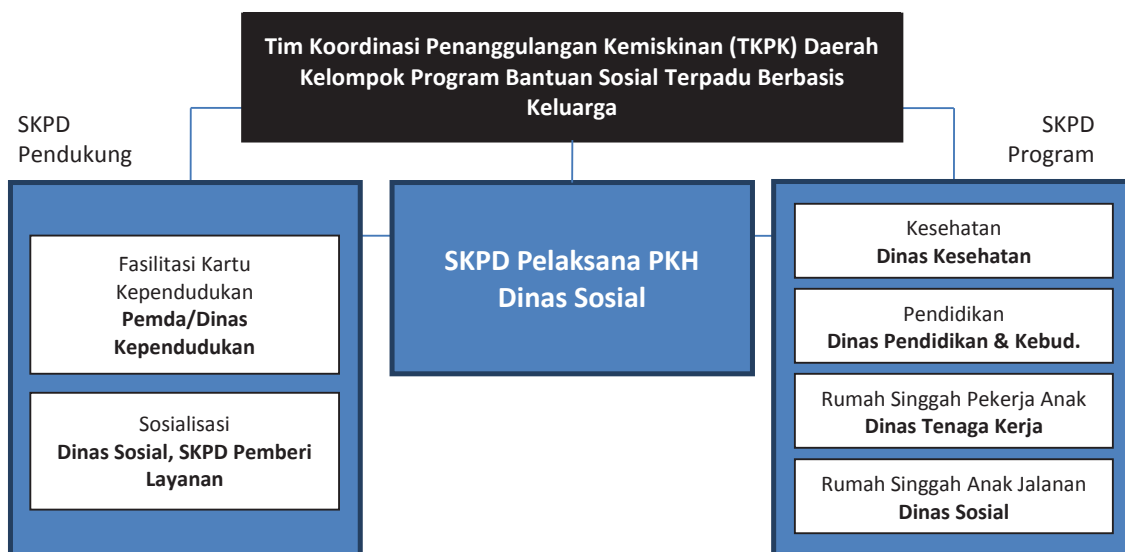 Tim Koordinasi Penanggulangan Kemiskinan (TKPK) Daerah
Kelompok Program Bantuan Sosial Terpadu Berbasis
Keluarga
SKPD
Pendukung
SKPD
Program
Fasilitasi Kartu
Kependudukan
Pemda/Dinas
Kependudukan
Sosialisasi
Dinas Sosial, SKPD Pemberi
Layanan
SKPD Pelaksana PKH
Dinas Sosial
Kesehatan
Dinas Kesehatan
Pendidikan
Dinas Pendidikan & Kebud.
Rumah Singgah Pekerja Anak
Dinas Tenaga Kerja
Rumah Singgah Anak Jalanan
Dinas Sosial